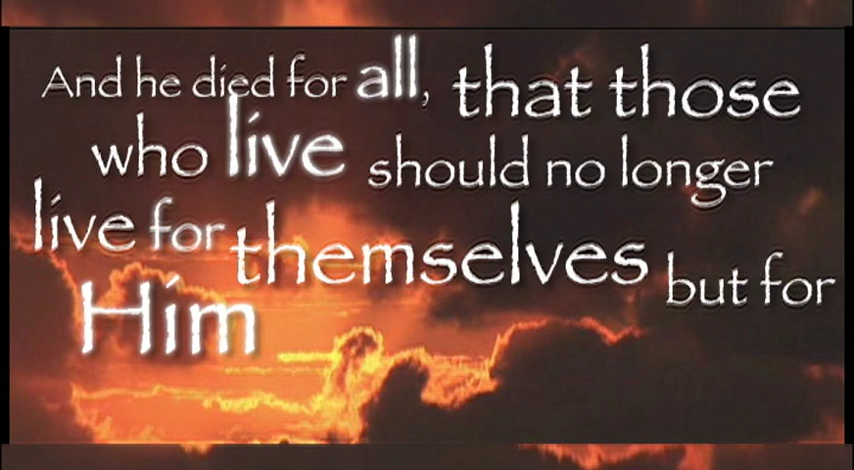 And he died for all, that those
who live should no longer
live for themselves but for
Him